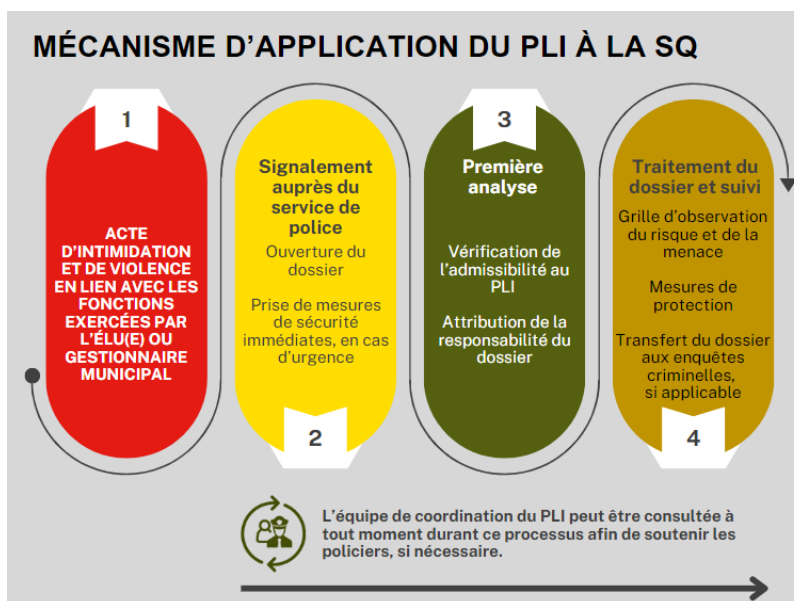 MÉCANISME D'APPLICATION DU PLI À LA SQ
1
ACTE
D'INTIMIDATION
ET DE VIOLENCE
EN LIEN AVEC LES
FONCTIONS
EXERCÉES PAR
L'ÉLU(E) OU
GESTIONNAIRE
MUNICIPAL
Signalement
auprès du
service de
police
Ouverture du
dossier
Prise de mesures
de sécurité
immédiates, en cas
d'urgence
2
3
Première
analyse
Vérification de
l'admissibilité au
PLI
Attribution de la
responsabilité du
dossier
Traitement du
dossier et suivi
Grille d'observation
du risque et de la
menace
Mesures de
protection
Transfert du dossier
aux enquêtes
criminelles,
si applicable
4
L'équipe de coordination du PLI peut être consultée à
tout moment durant ce processus afin de soutenir les
policiers, si nécessaire.